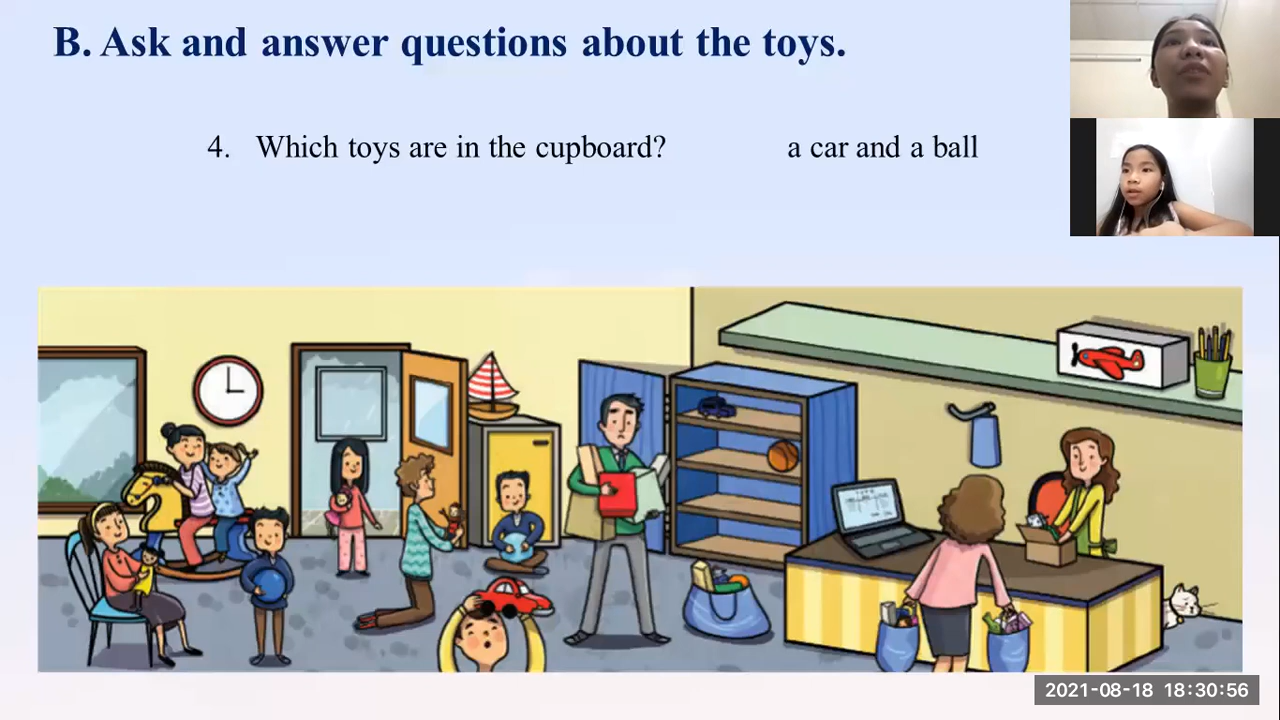 B. Ask and answer questions about the toys.
4. Which toys are in the cupboard? a car and a ball
2021-08-18 18:30:56